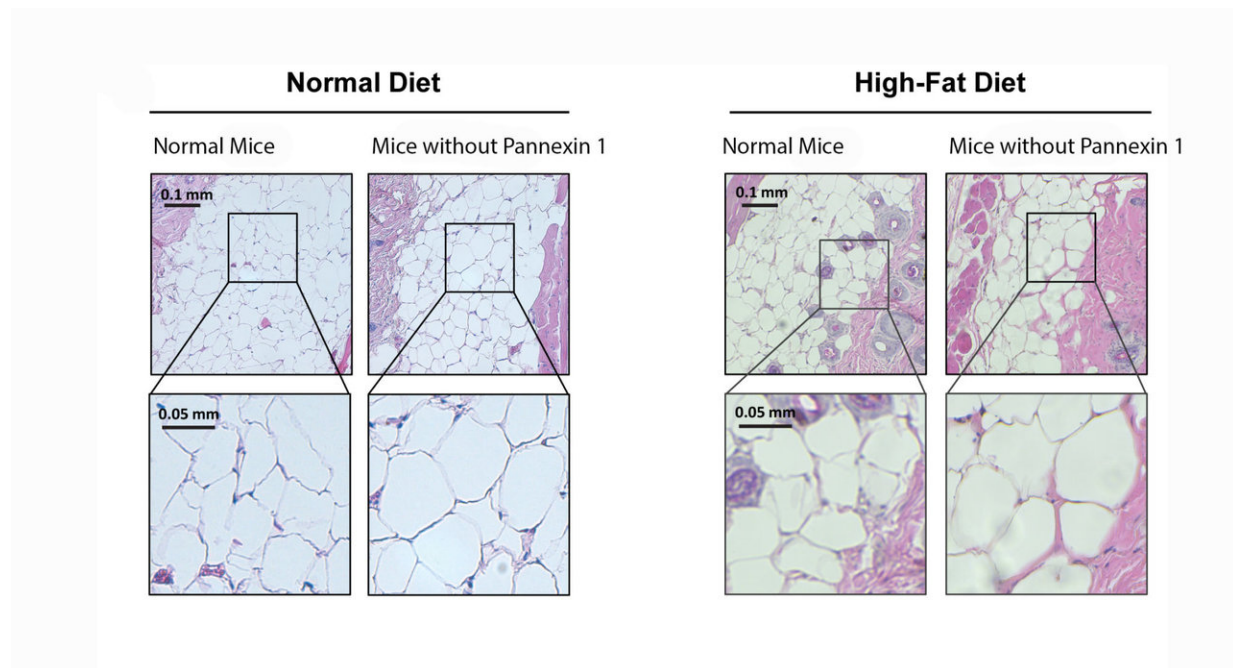 Normal Diet
High-Fat Diet
Normal Mice
Mice without Pannexin 1
Normal Mice
Mice without Pannexin 1
0.1 mm
0.1 mm
0.05 mm
0.05 mm